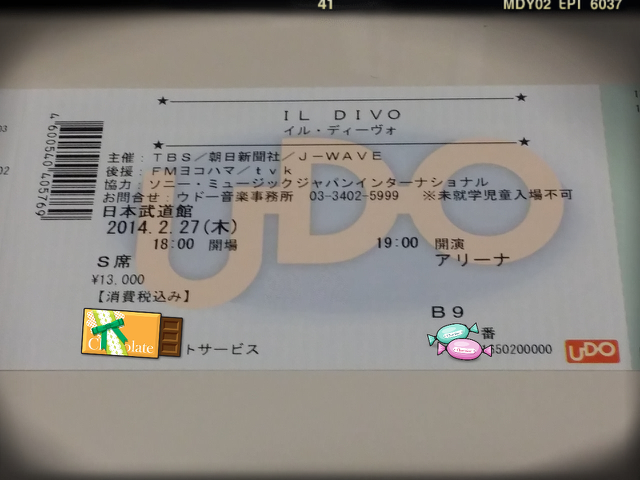 41
MDY02 EPI 6037
IL DIVO
イル・ディーヴォ
主催：TBS／朝日新聞社／J-WAVE
後援：FMヨコハマ／tvk
協力：ソニー・ミュージックジャパンインターナショナル
お問合せ：ウドー音楽事務所 03-3402-5999 ※未就学児童入場不可
日本武道館
2014. 2. 27(木)
18:00 開場 19:00 開演
S席 アリーナ
¥13,000
【消費税込み】
B9
番
Chocolate
トサービス
650200000
UDO
4600540405769
UDO